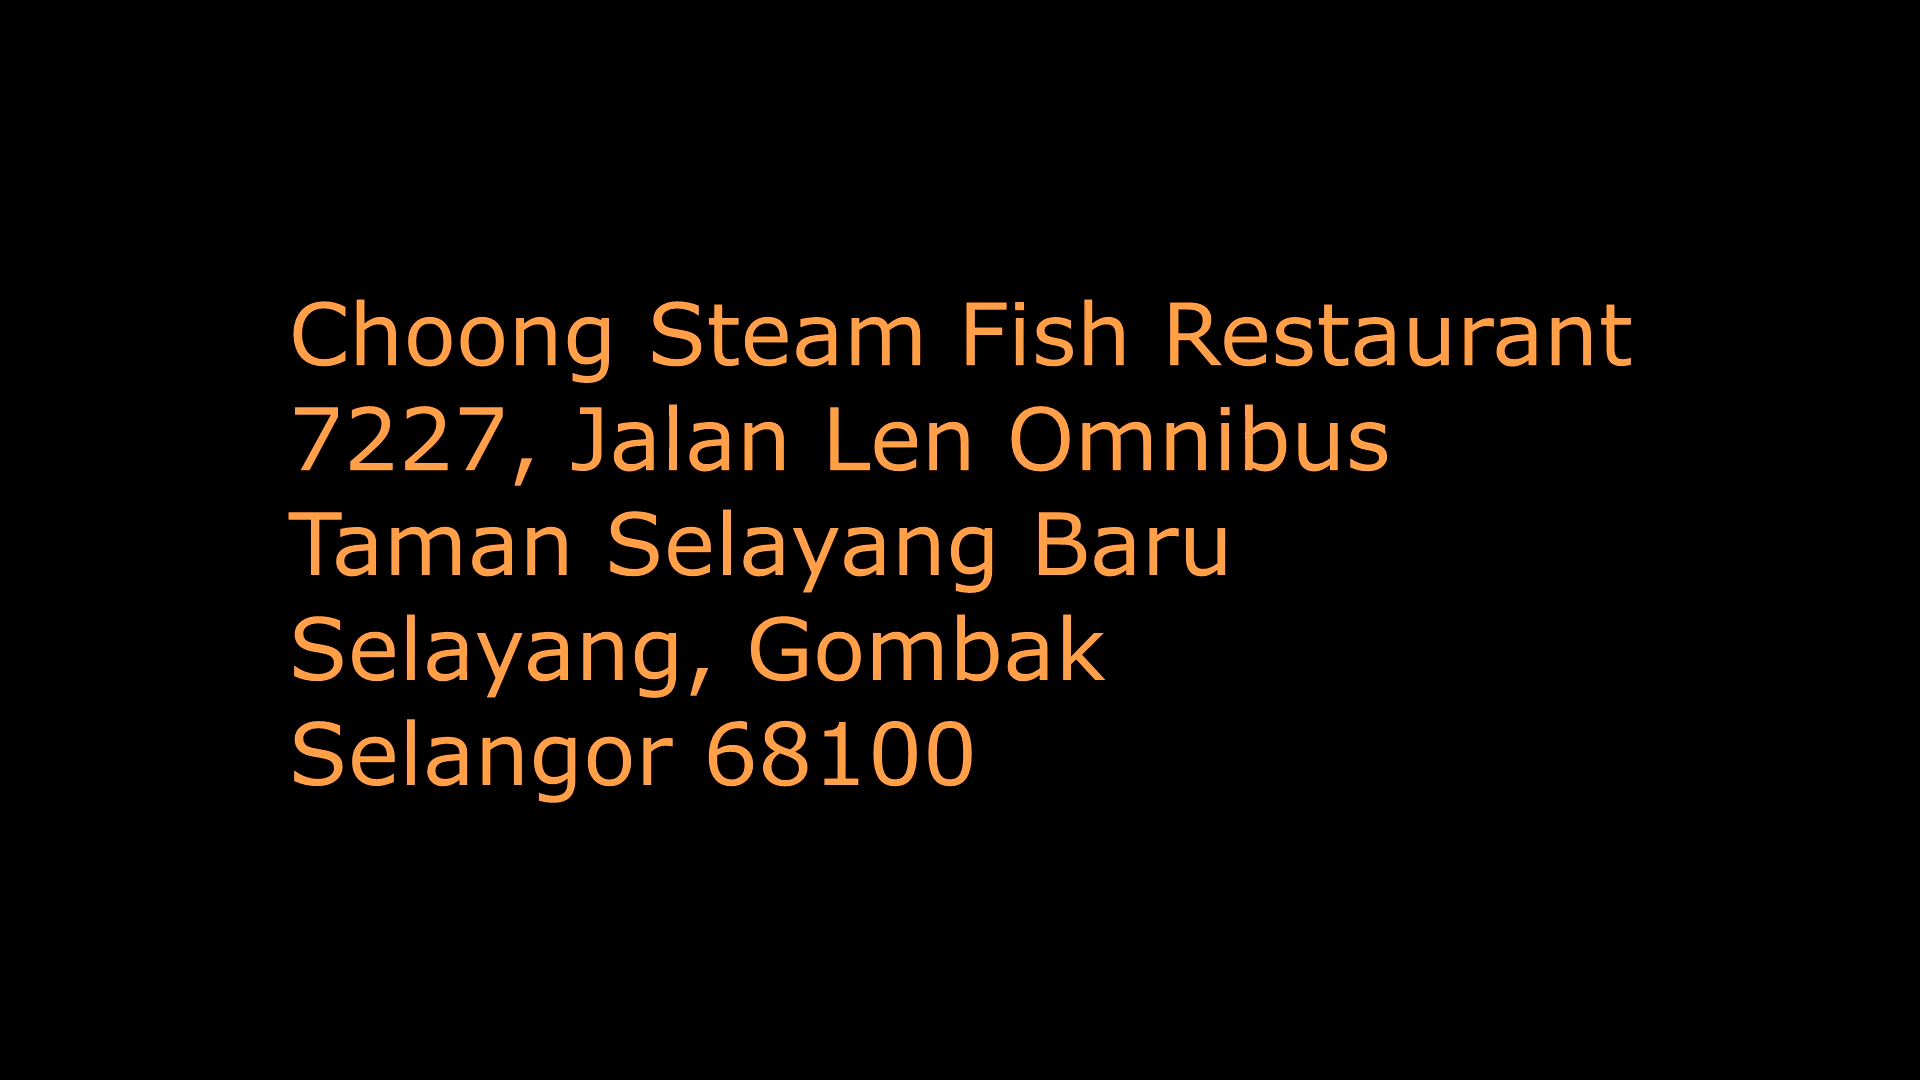 Choong Steam Fish Restaurant
7227, Jalan Len Omnibus
Taman Selayang Baru
Selayang, Gombak
Selangor 68100